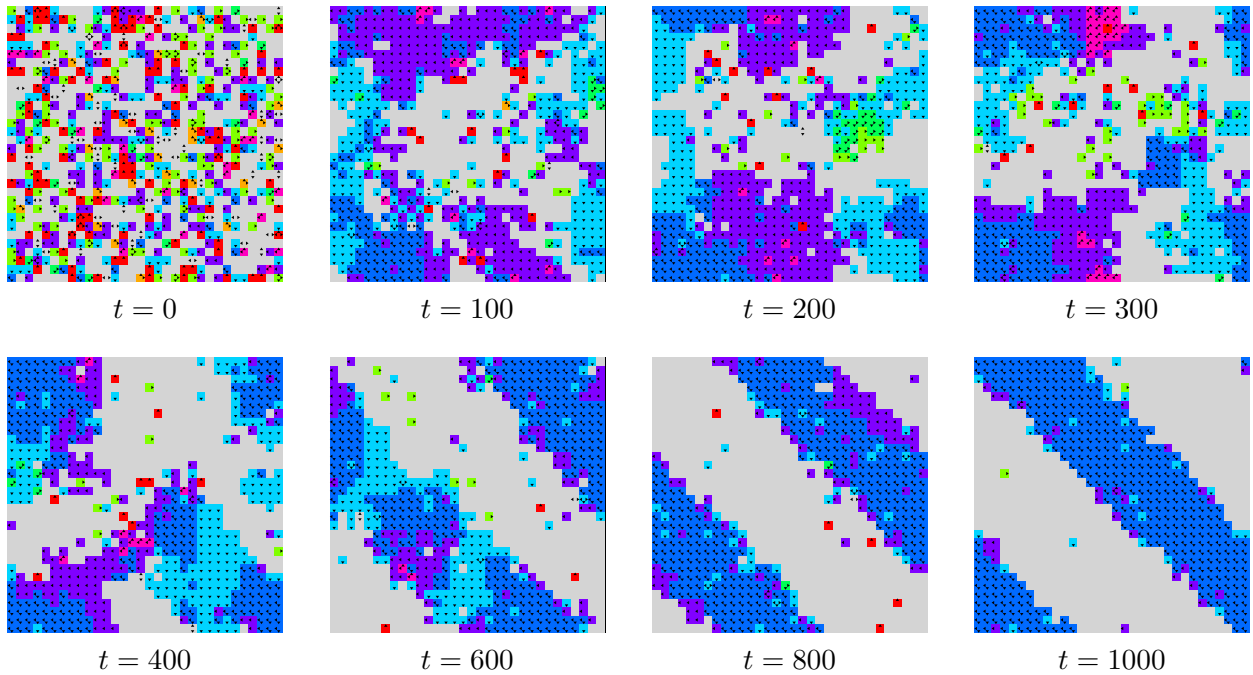 t = 0
t = 100
t = 200
t = 300
t = 400
t = 600
t = 800
t = 1000